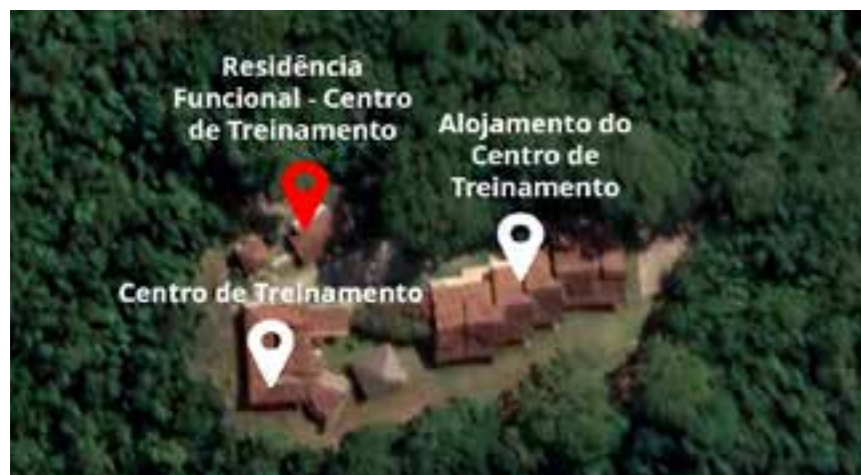 Residência
Funcional - Centro
de Treinamento
Alojamento do
Centro de
Treinamento
Centro de Treinamento